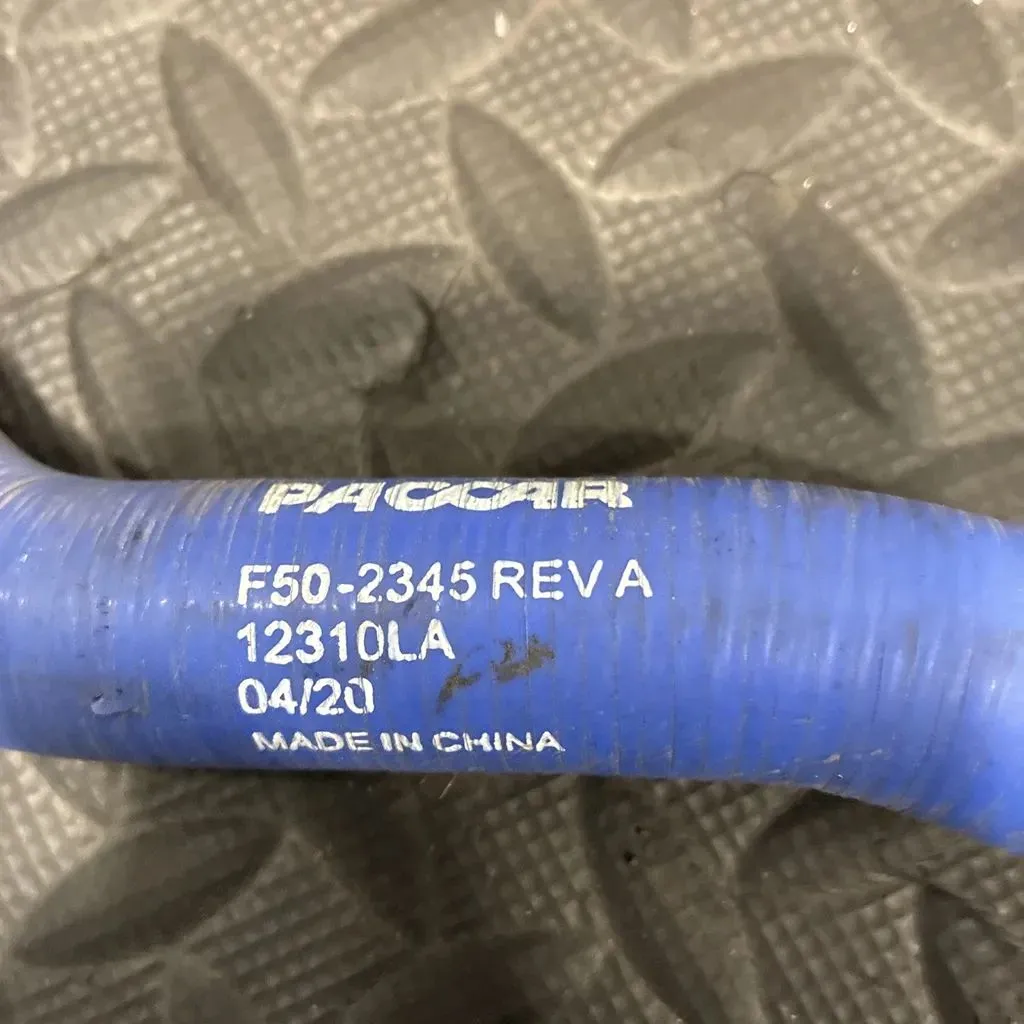 PACCAR
F50-2345 REV A
12310LA
04/20
MADE IN CHINA